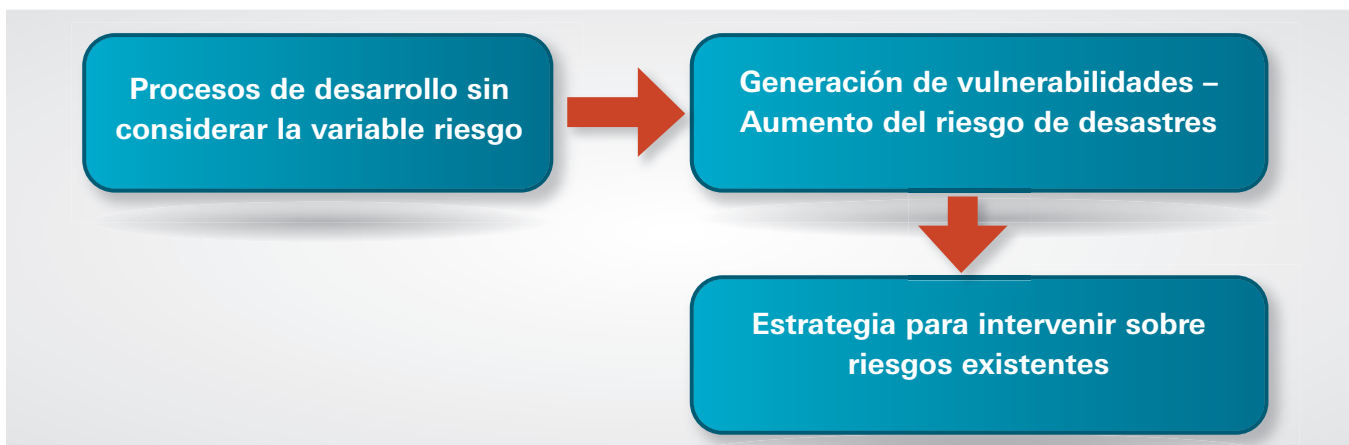 Procesos de desarrollo sin
considerar la variable riesgo
Generación de vulnerabilidades –
Aumento del riesgo de desastres
Estrategia para intervenir sobre
riesgos existentes